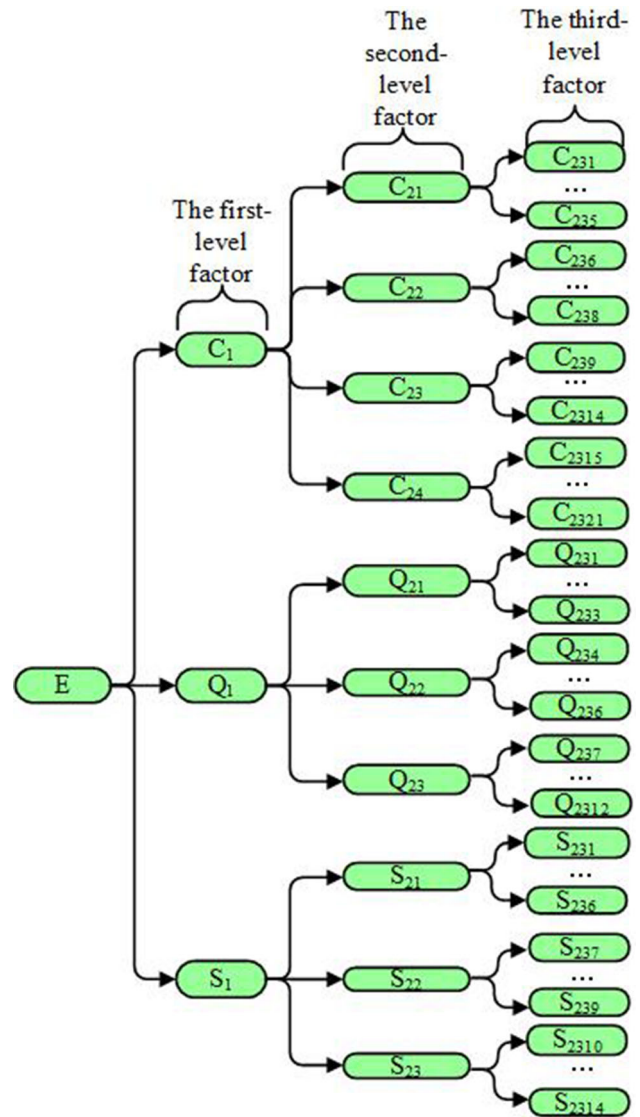 The third-
level
factor
The
second-
level
factor
The first-
level
factor
E
C₁
Q₁
S₁
C₂₁
C₂₂
C₂₃
C₂₄
Q₂₁
Q₂₂
Q₂₃
S₂₁
S₂₂
S₂₃
C₂₃₁
...
C₂₃₅
C₂₃₆
...
C₂₃₈
C₂₃₉
...
C₂₃₁₄
C₂₃₁₅
...
C₂₃₂₁
Q₂₃₁
...
Q₂₃₃
Q₂₃₄
...
Q₂₃₆
Q₂₃₇
...
Q₂₃₁₂
S₂₃₁
...
S₂₃₆
S₂₃₇
...
S₂₃₉
S₂₃₁₀
...
S₂₃₁₄